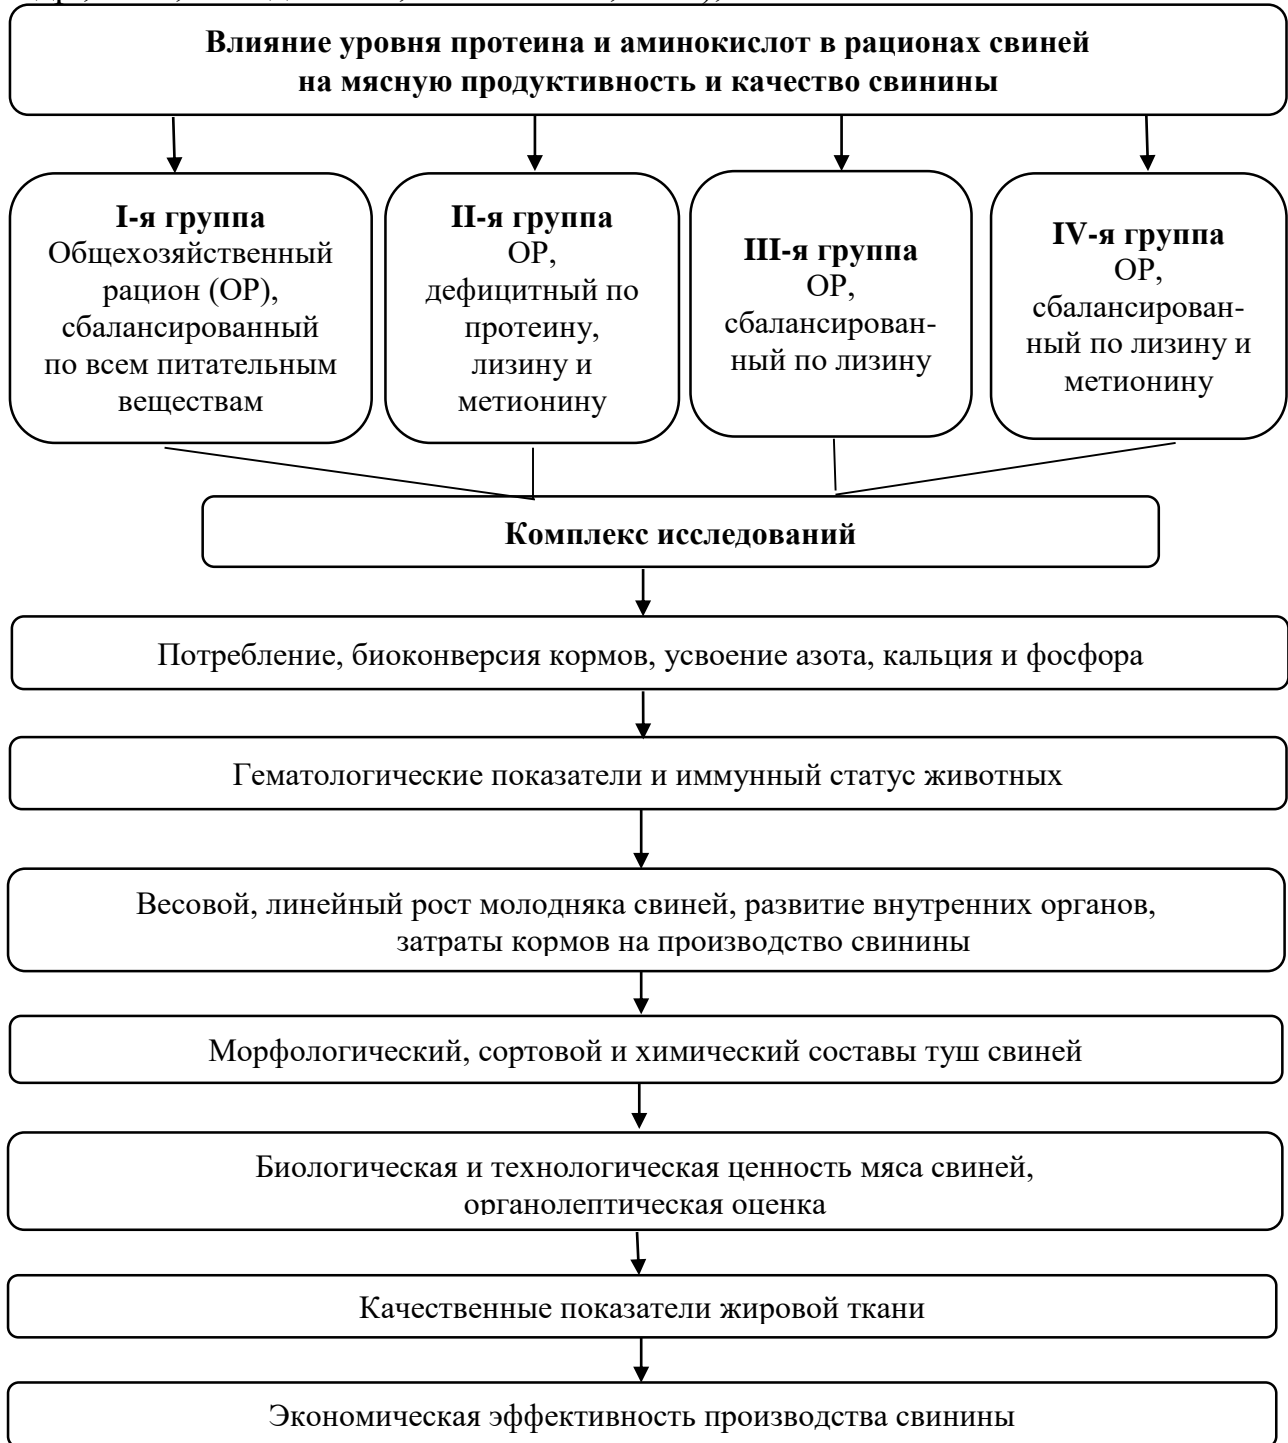 Влияние уровня протеина и аминокислот в рационах свиней
на мясную продуктивность и качество свинины
I-я группа
Общехозяйственный
рацион (ОР),
сбалансированный
по всем питательным
веществам
II-я группа
ОР,
дефицитный по
протеину,
лизину и
метионину
III-я группа
ОР,
сбалансирован-
ный по лизину
IV-я группа
ОР,
сбалансирован-
ный по лизину и
метионину
Комплекс исследований
Потребление, биоконверсия кормов, усвоение азота, кальция и фосфора
Гематологические показатели и иммунный статус животных
Весовой, линейный рост молодняка свиней, развитие внутренних органов,
затраты кормов на производство свинины
Морфологический, сортовой и химический составы туш свиней
Биологическая и технологическая ценность мяса свиней,
органолептическая оценка
Качественные показатели жировой ткани
Экономическая эффективность производства свинины